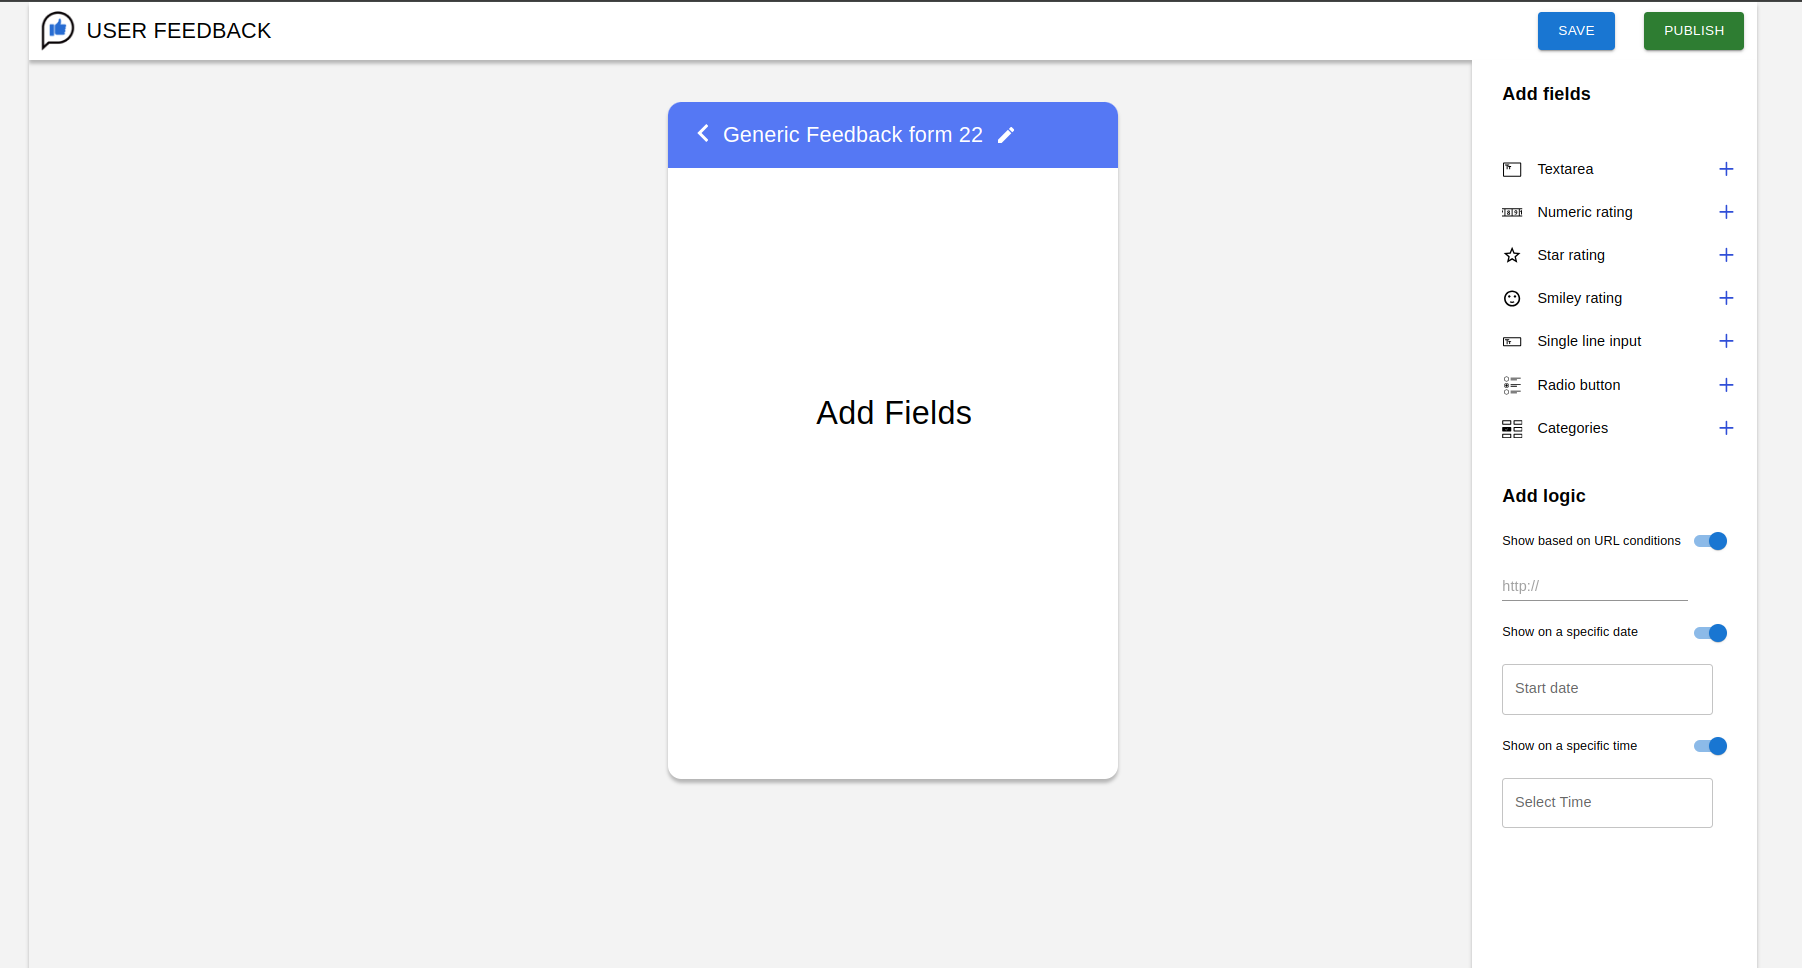 USER FEEDBACK
SAVE
PUBLISH
Generic Feedback form 22
Add Fields
Add fields
Textarea
Numeric rating
Star rating
Smiley rating
Single line input
Radio button
Categories
Add logic
Show based on URL conditions
http://
Show on a specific date
Start date
Show on a specific time
Select Time